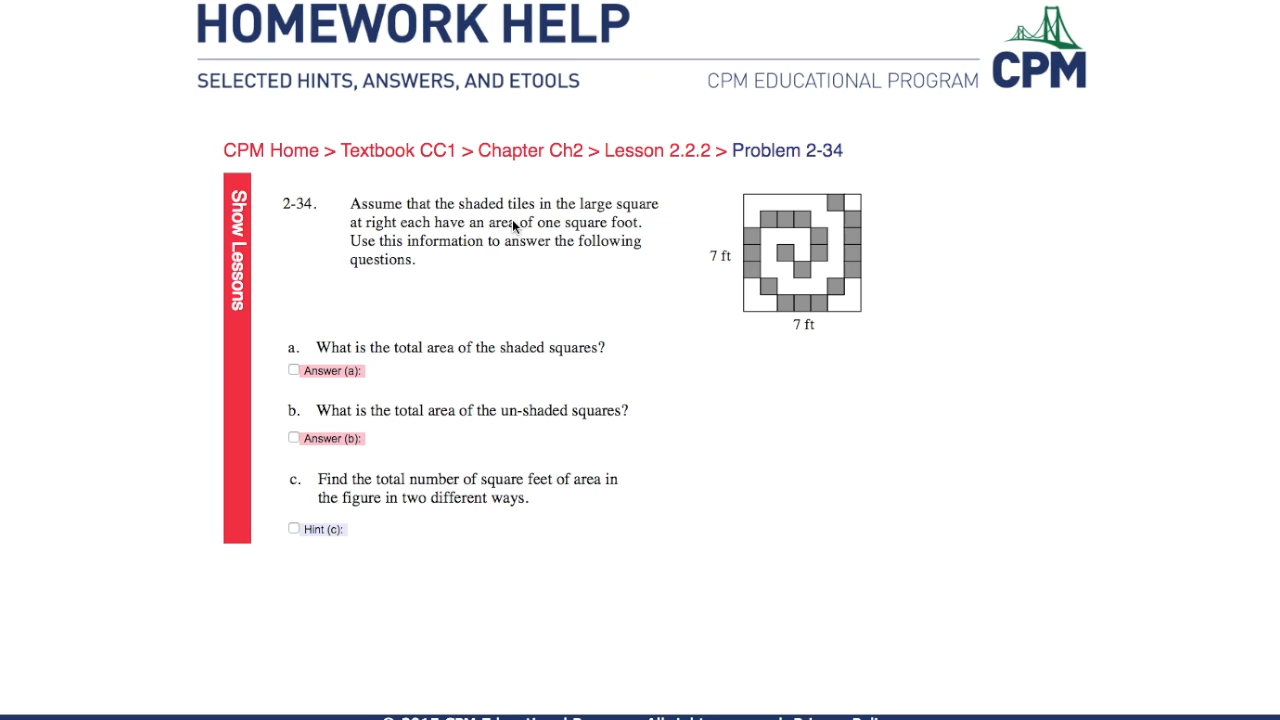 HOMEWORK HELP
SELECTED HINTS, ANSWERS, AND ETOOLS
CPM EDUCATIONAL PROGRAM
CPM
CPM Home > Textbook CC1 > Chapter Ch2 > Lesson 2.2.2 > Problem 2-34
Show Lessons
2-34. Assume that the shaded tiles in the large square
at right each have an area of one square foot.
Use this information to answer the following
questions.
7 ft
7 ft
a. What is the total area of the shaded squares?
Answer (a):
b. What is the total area of the un-shaded squares?
Answer (b):
c. Find the total number of square feet of area in
the figure in two different ways.
Hint (c):